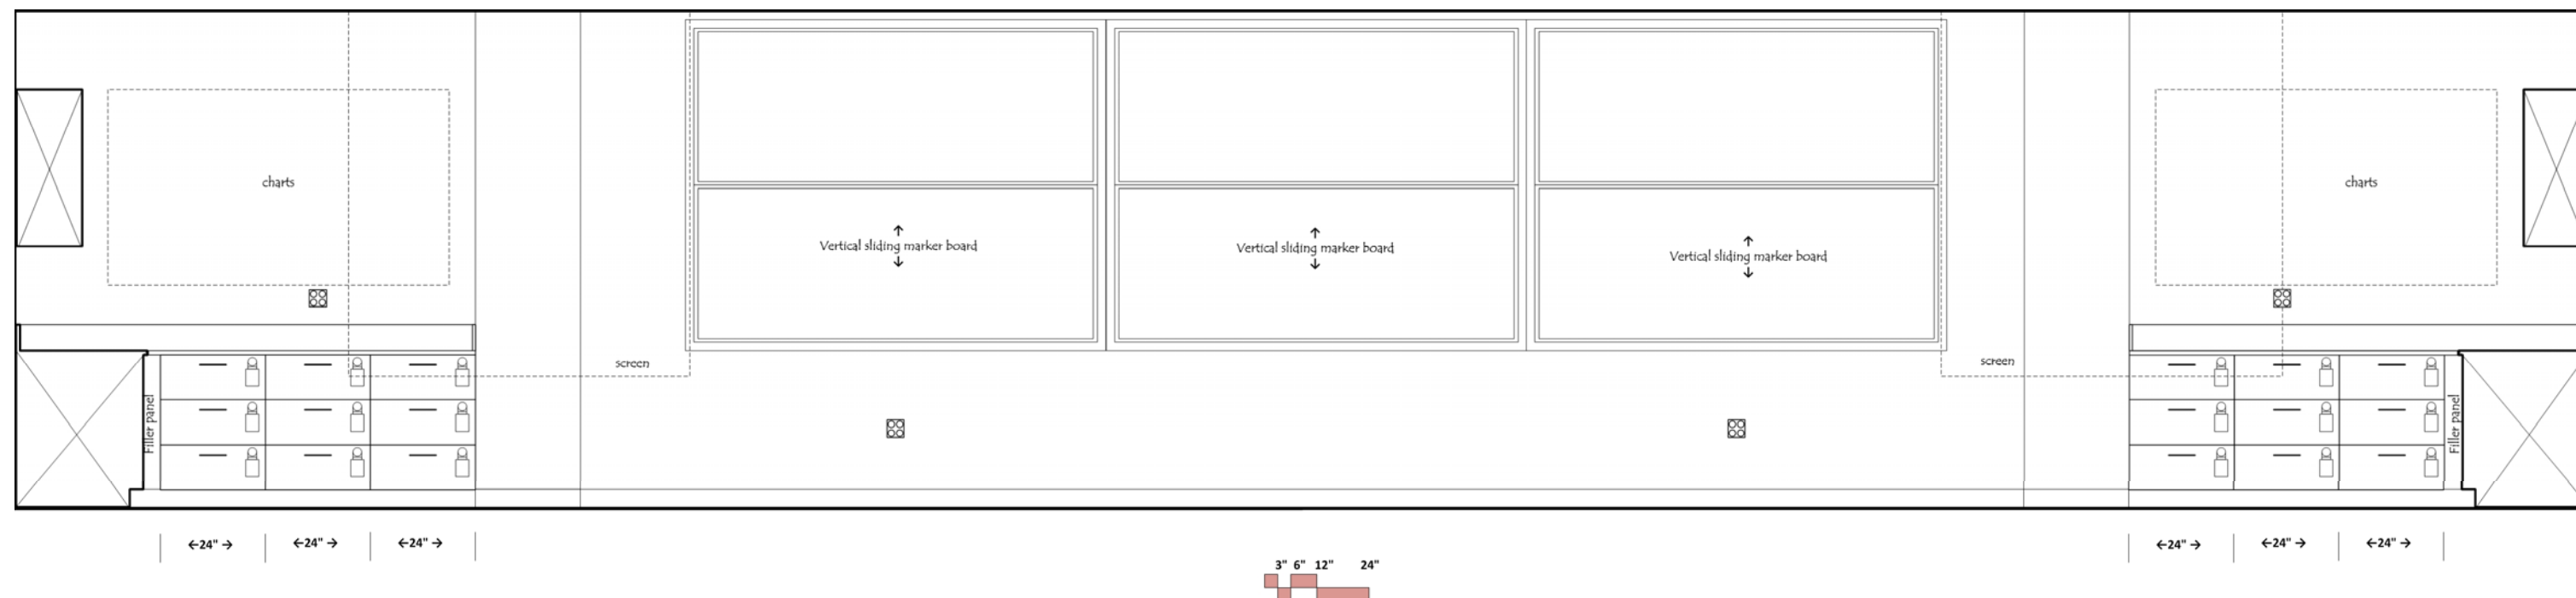 charts
charts
Vertical sliding marker board
Vertical sliding marker board
Vertical sliding marker board
screen
screen
Filler panel
Filler panel
←24" →
←24" →
←24" →
←24" →
←24" →
←24" →
3" 6" 12" 24"